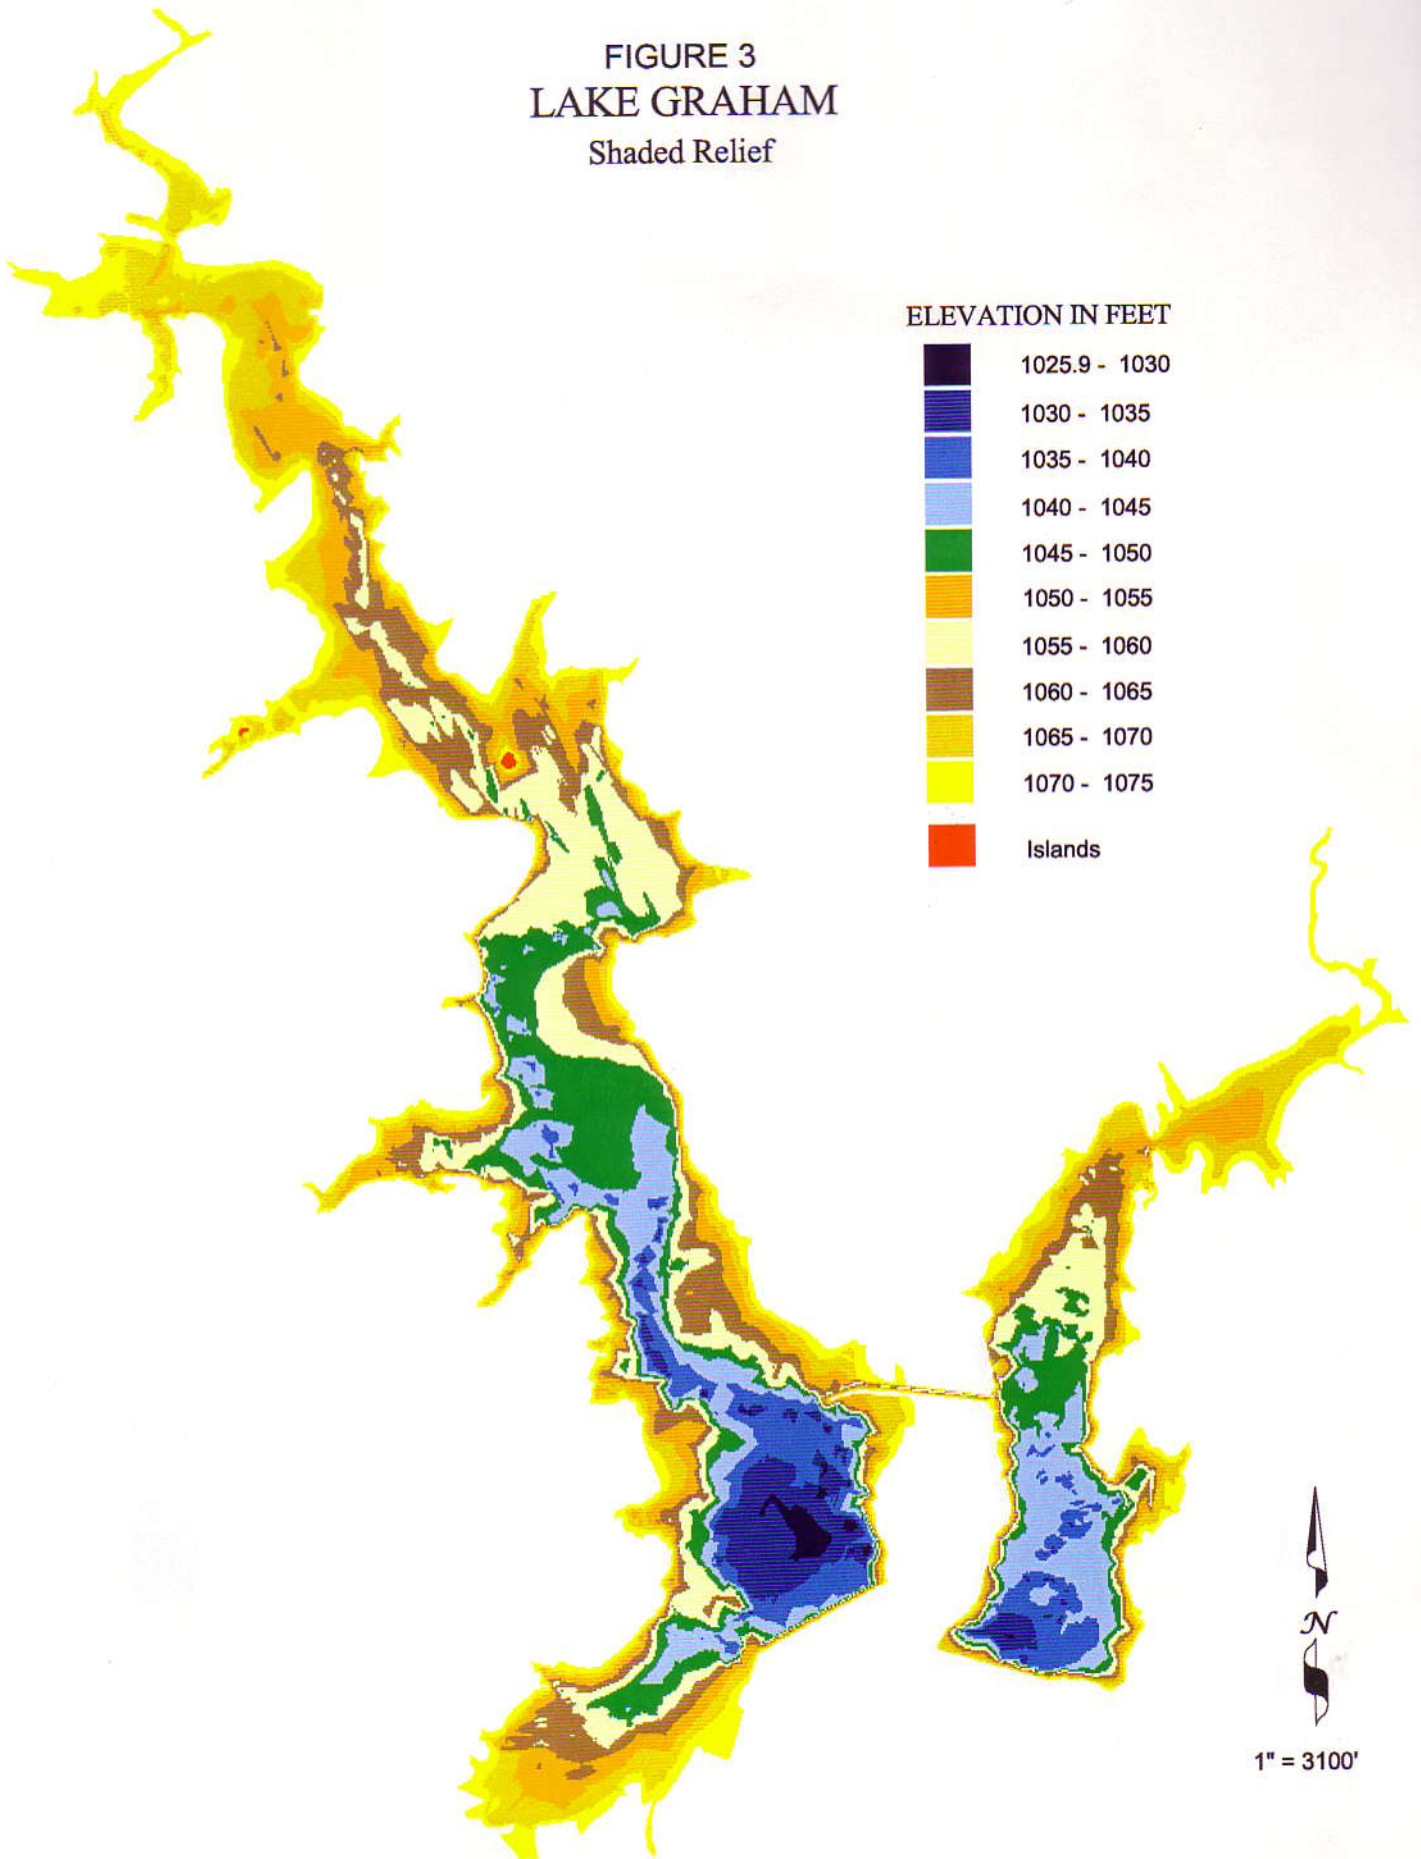 FIGURE 3
LAKE GRAHAM
Shaded Relief
ELEVATION IN FEET
1025.9 - 1030
1030 - 1035
1035 - 1040
1040 - 1045
1045 - 1050
1050 - 1055
1055 - 1060
1060 - 1065
1065 - 1070
1070 - 1075
Islands
N
1" = 3100'